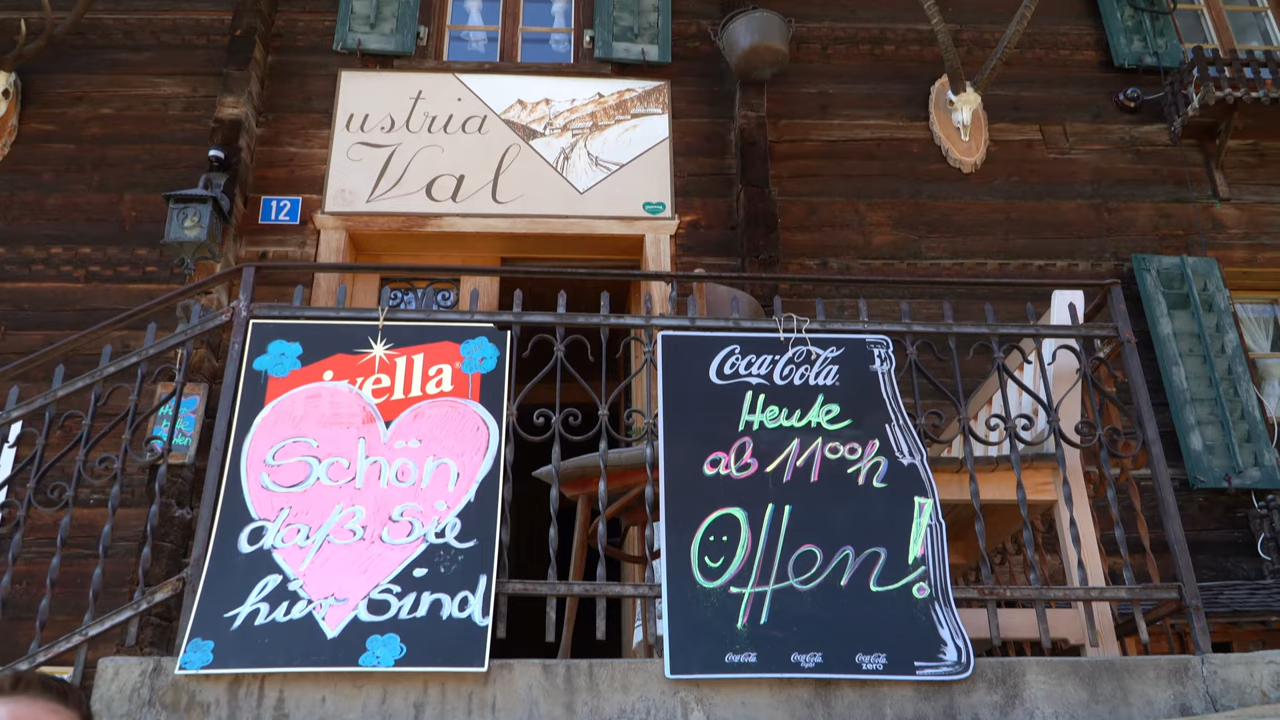 ustria
Val
12
ivella
Schön
daß Sie
hier Sind
Coca-Cola
Heute
ab 11⁰⁰h
Offen!
Coca-Cola
Coca-Cola
light
Coca-Cola
zero